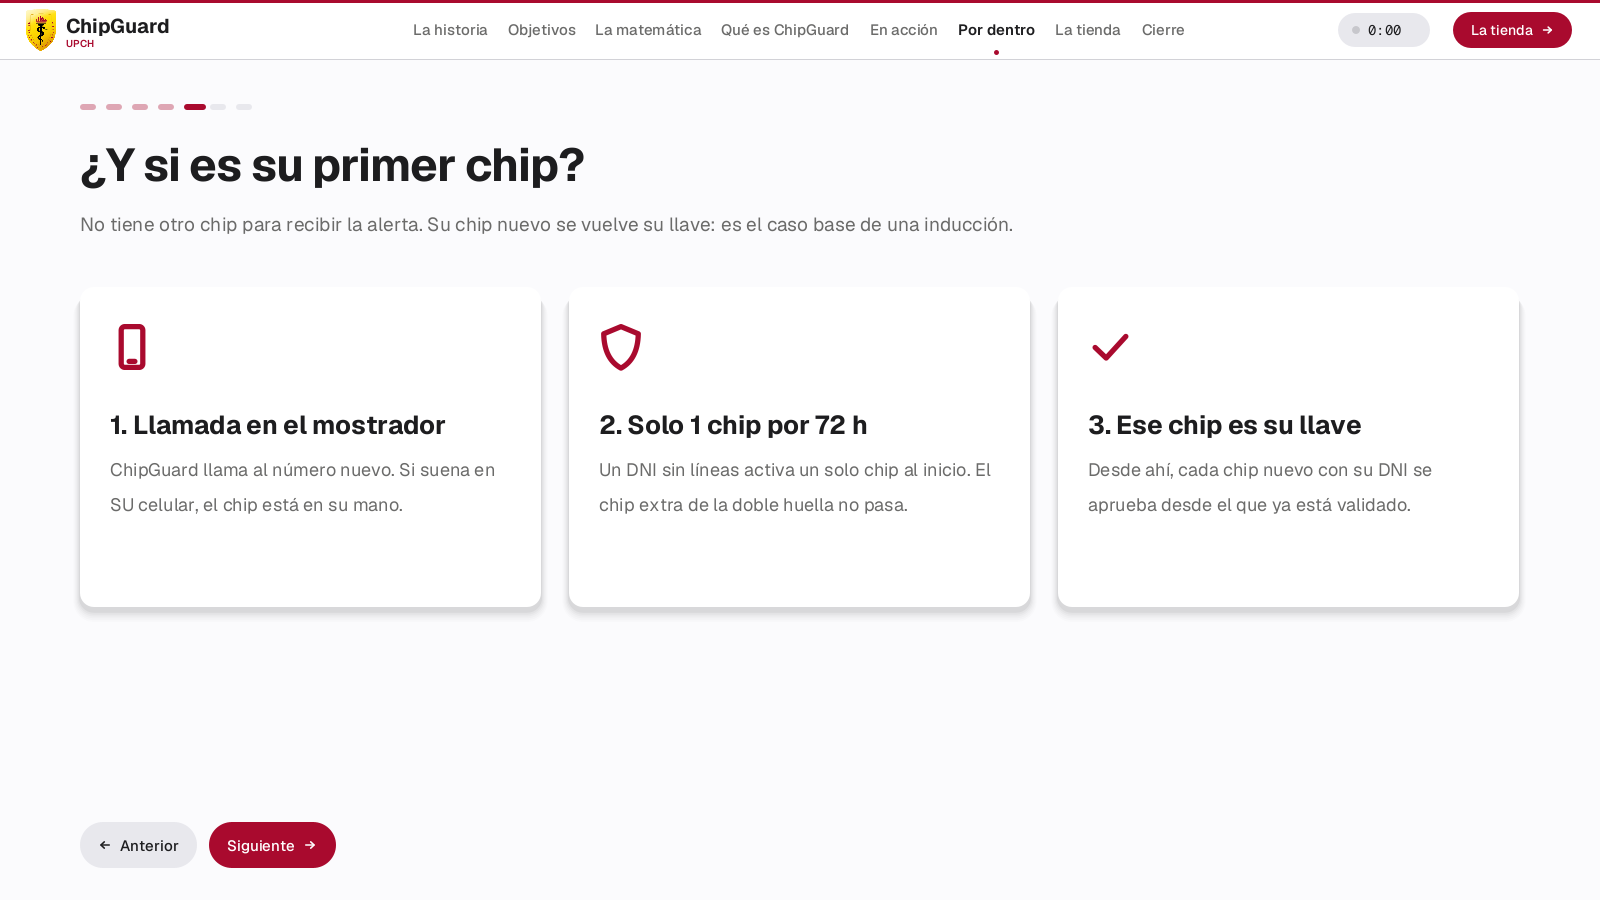 ChipGuard
UPCH
La historia
Objetivos
La matemática
Qué es ChipGuard
En acción
Por dentro
La tienda
Cierre
0:00
La tienda →
¿Y si es su primer chip?
No tiene otro chip para recibir la alerta. Su chip nuevo se vuelve su llave: es el caso base de una inducción.
1. Llamada en el mostrador
ChipGuard llama al número nuevo. Si suena en
SU celular, el chip está en su mano.
2. Solo 1 chip por 72 h
Un DNI sin líneas activa un solo chip al inicio. El
chip extra de la doble huella no pasa.
3. Ese chip es su llave
Desde ahí, cada chip nuevo con su DNI se
aprueba desde el que ya está validado.
← Anterior
Siguiente →